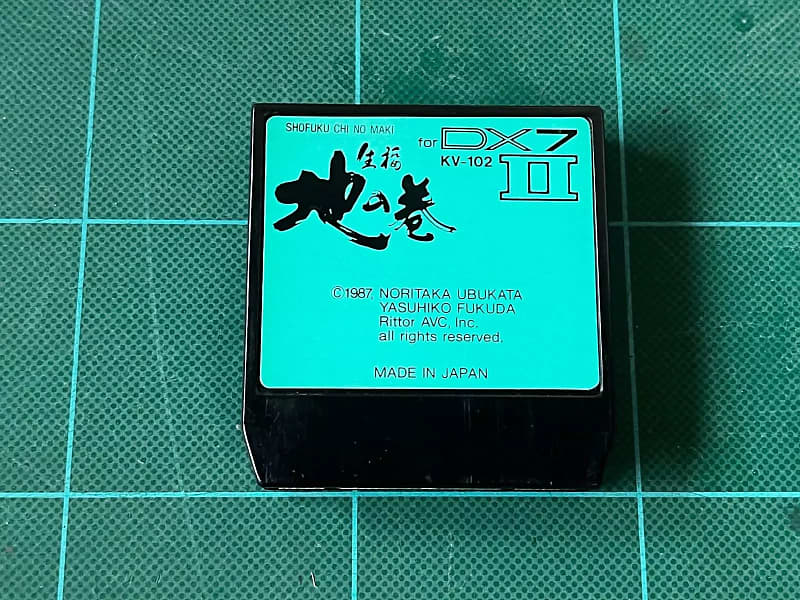 SHOFUKU CHI NO MAKI
for DX7
II
KV-102
生福
地の巻
©1987, NORITAKA UBUKATA
YASUHIKO FUKUDA
Rittor AVC, Inc.
all rights reserved.
MADE IN JAPAN